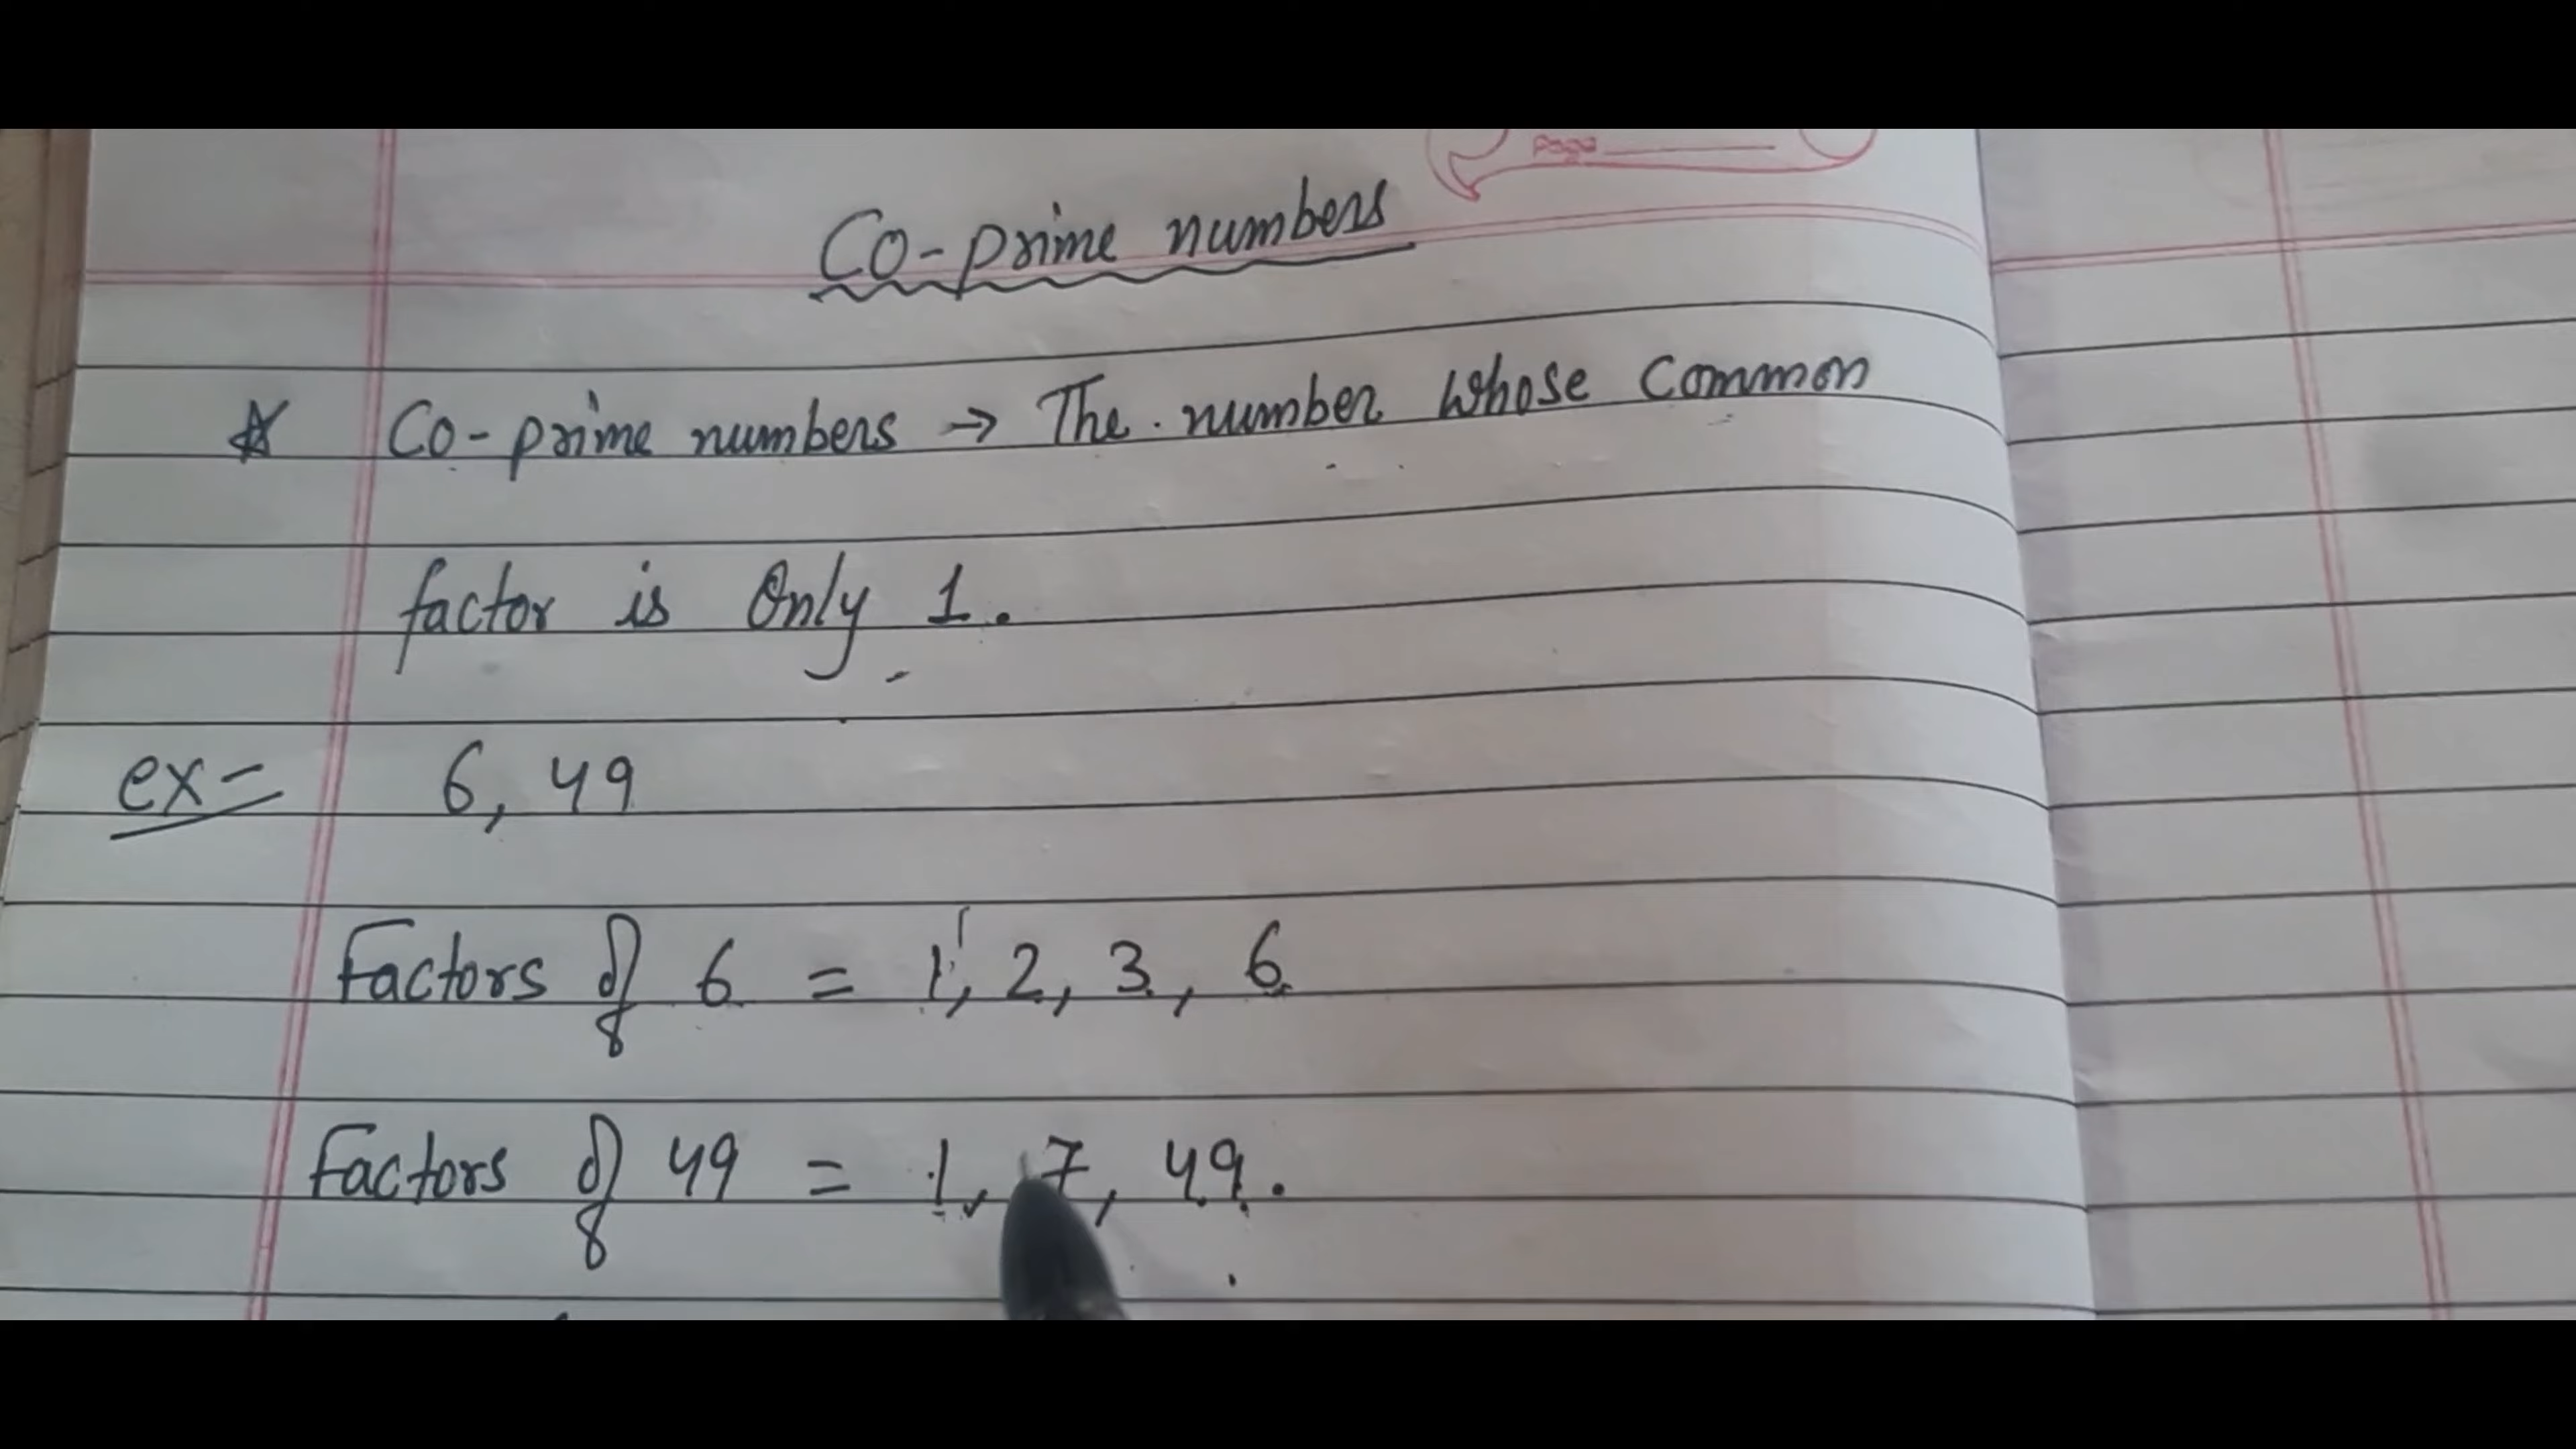 Page
Co-prime numbers
☆ Co-prime numbers → The number whose common
factor is Only 1.
ex= 6, 49
Factors of 6 = 1, 2, 3, 6
Factors of 49 = 1, 7, 49.